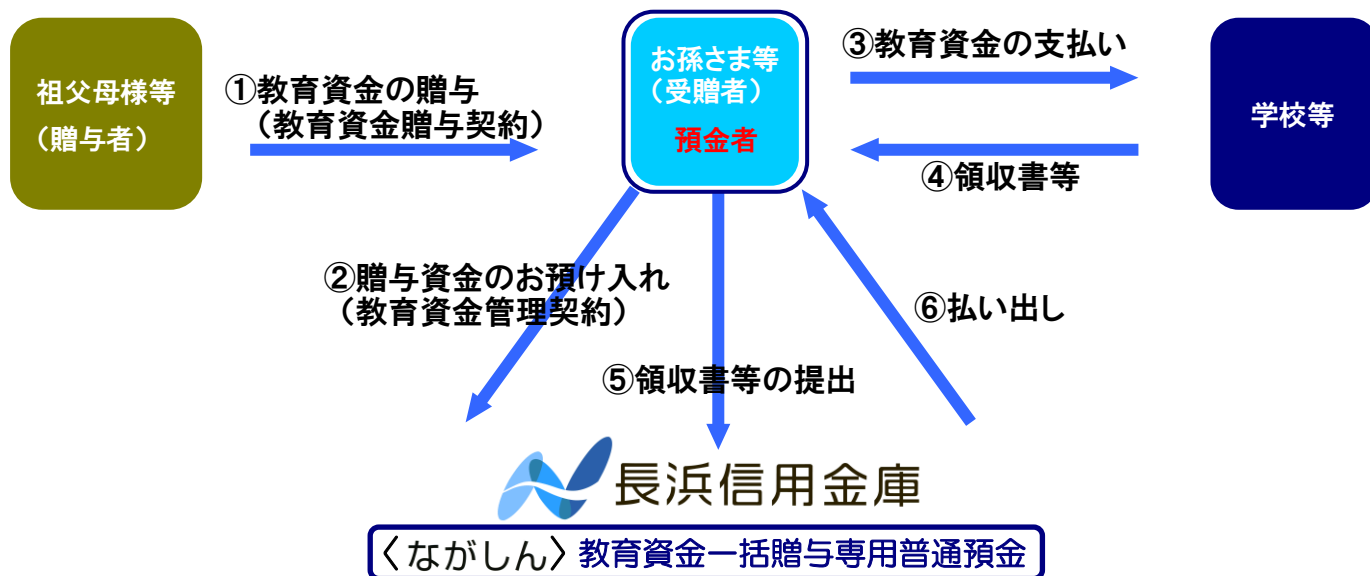 祖父母様等
（贈与者）
①教育資金の贈与
（教育資金贈与契約）
お孫さま等
（受贈者）
預金者
③教育資金の支払い
④領収書等
学校等
②贈与資金のお預け入れ
（教育資金管理契約）
⑤領収書等の提出
⑥払い出し
長浜信用金庫
〈ながしん〉教育資金一括贈与専用普通預金